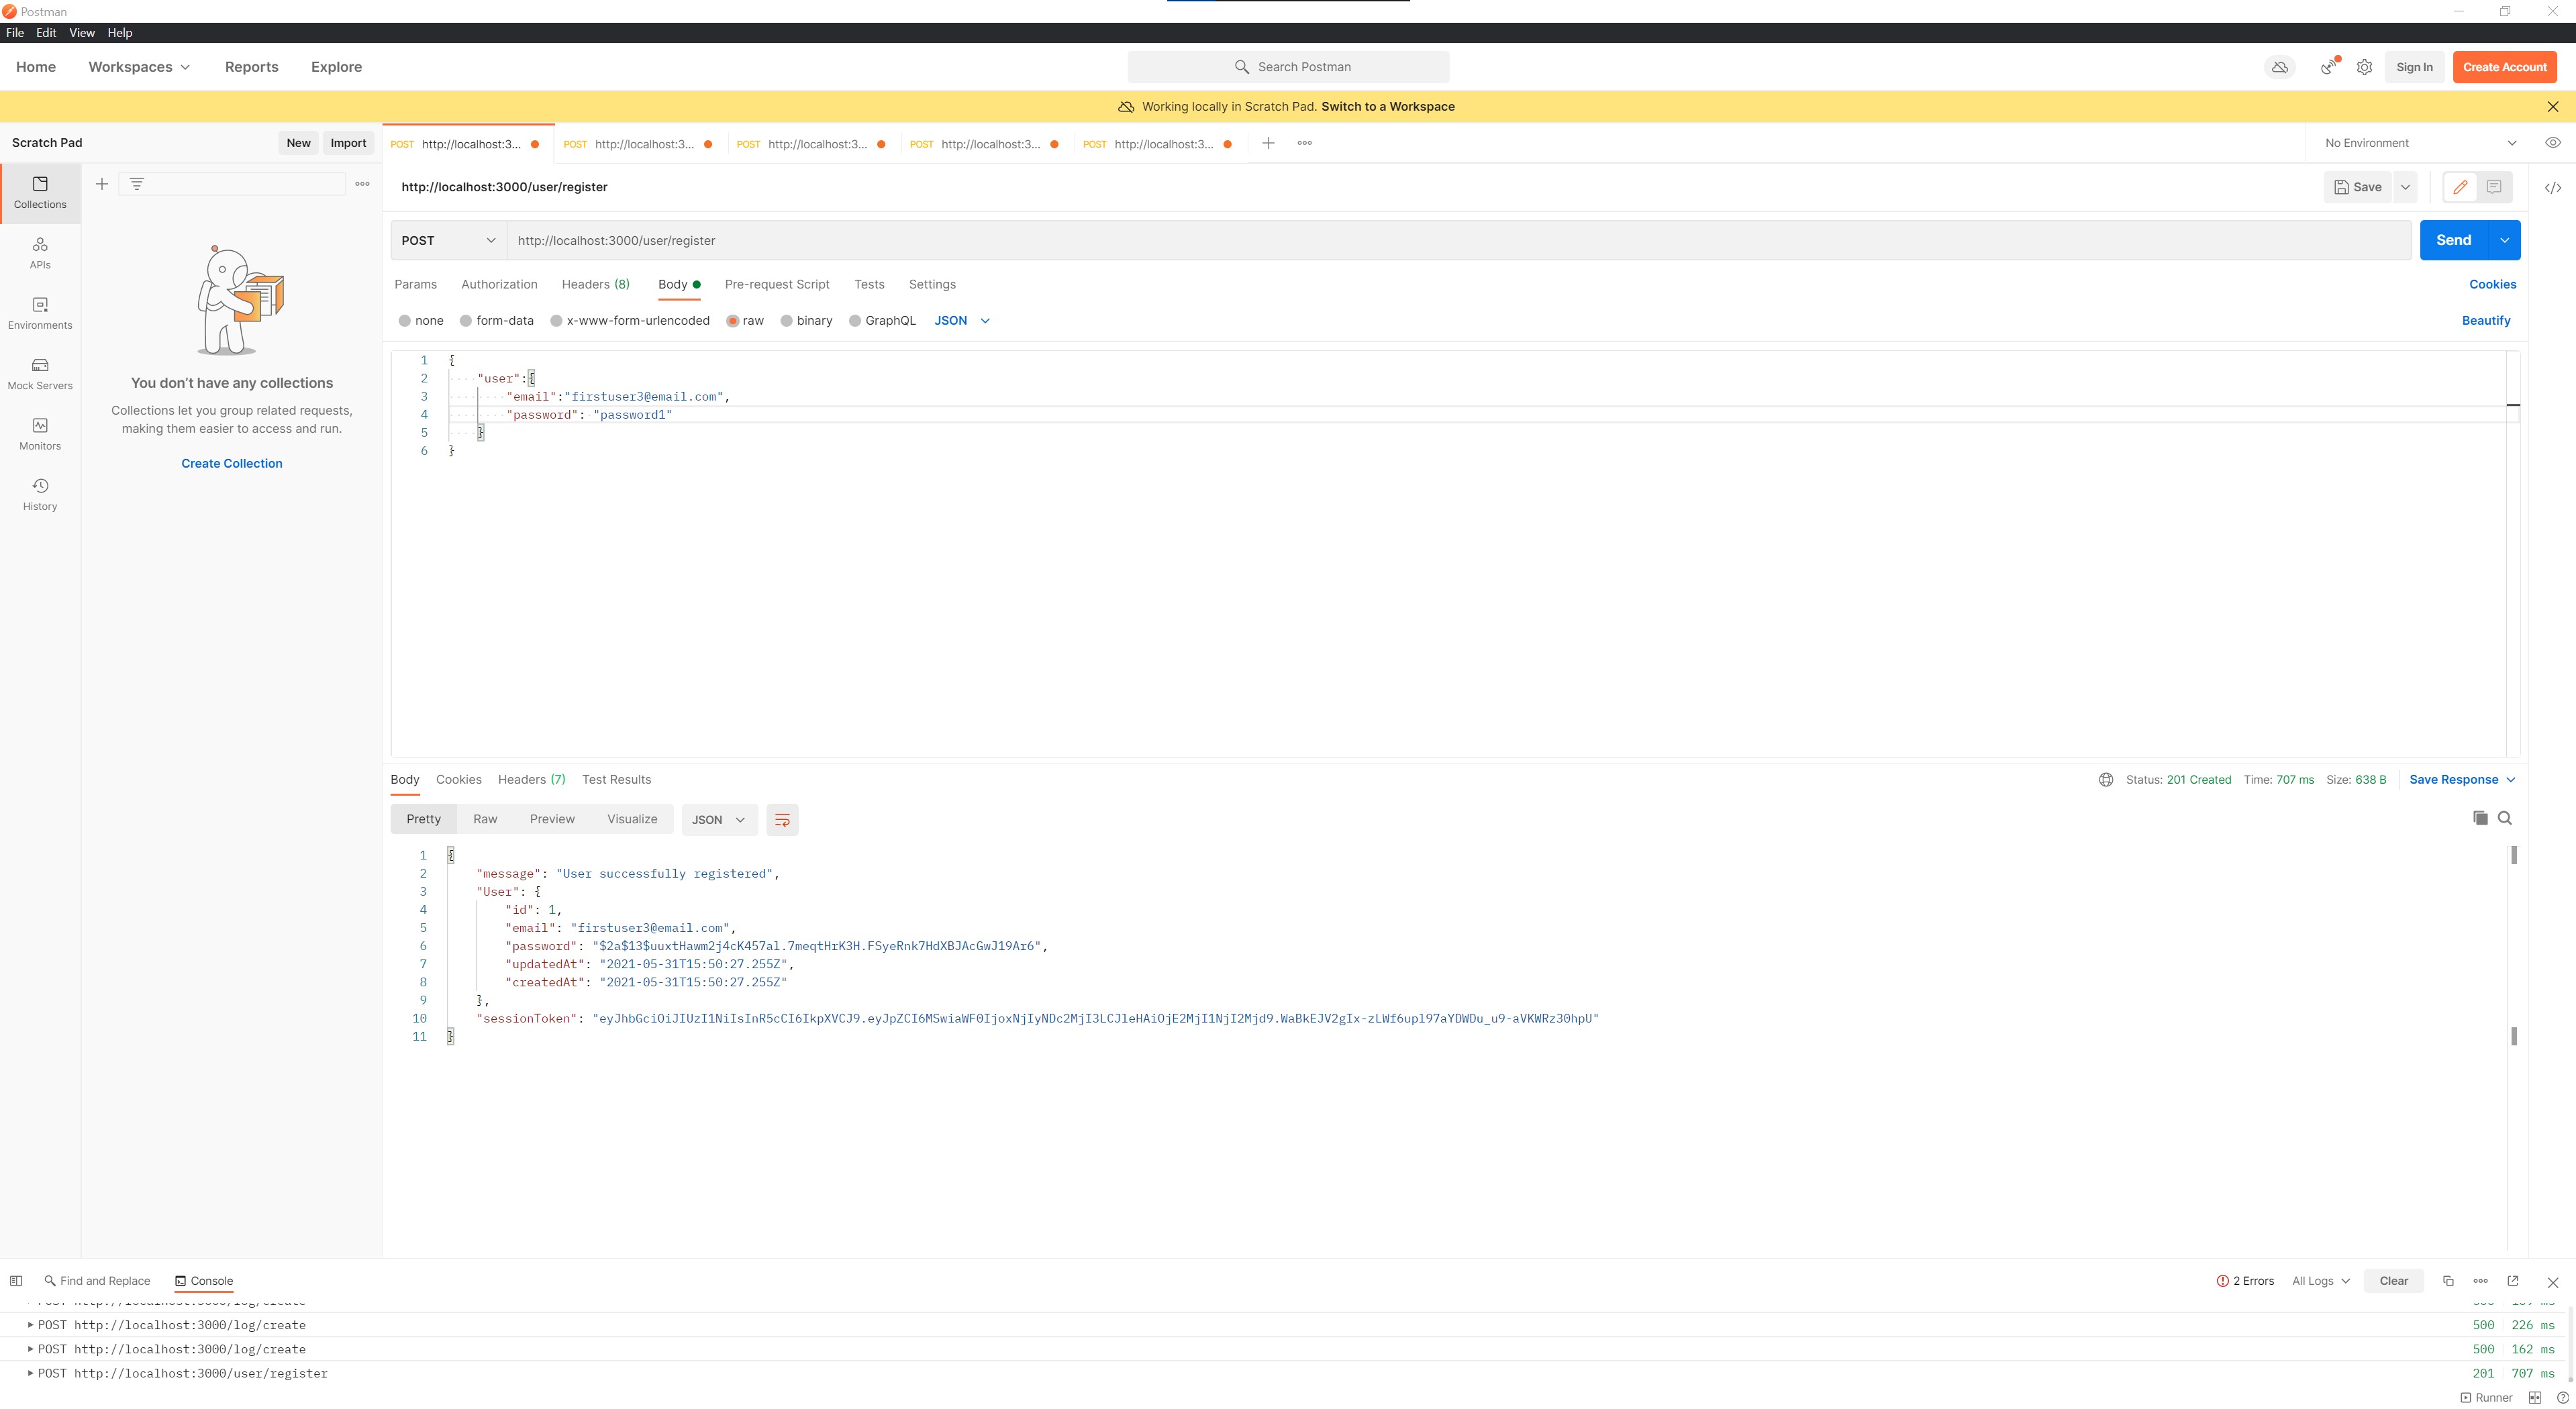 Postman
File Edit View Help
Home Workspaces Reports Explore
Search Postman
Sign In
Create Account
Working locally in Scratch Pad. Switch to a Workspace
Scratch Pad
New
Import
POST http://localhost:3...
POST http://localhost:3...
POST http://localhost:3...
POST http://localhost:3...
POST http://localhost:3...
No Environment
Collections
APIs
Environments
Mock Servers
Monitors
History
You don't have any collections
Collections let you group related requests,
making them easier to access and run.
Create Collection
http://localhost:3000/user/register
Save
POST
http://localhost:3000/user/register
Send
Params Authorization Headers (8) Body Pre-request Script Tests Settings
Cookies
none form-data x-www-form-urlencoded raw binary GraphQL JSON
Beautify
1 {
2 "user":{
3 "email":"firstuser3@email.com",
4 "password": "password1"
5 }
6 }
Body Cookies Headers (7) Test Results
Status: 201 Created Time: 707 ms Size: 638 B
Save Response
Pretty Raw Preview Visualize JSON
1 {
2 "message": "User successfully registered",
3 "User": {
4 "id": 1,
5 "email": "firstuser3@email.com",
6 "password": "$2a$13$uuxtHawm2j4cK457al.7meqtHrK3H.FSyeRnk7HdXBJAcGwJ19Ar6",
7 "updatedAt": "2021-05-31T15:50:27.255Z",
8 "createdAt": "2021-05-31T15:50:27.255Z"
9 },
10 "sessionToken": "eyJhbGciOiJIUzI1NiIsInR5cCI6IkpXVCJ9.eyJpZCI6MSwiaWF0IjoxNjIyNDc2MjI3LCJleHAiOjE2MjI1NjI2Mjd9.WaBkEJV2gIx-zLWf6upl97aYDWDu_u9-aVKWRz30hpU"
11 }
Find and Replace
Console
2 Errors
All Logs
Clear
POST http://localhost:3000/log/create
POST http://localhost:3000/log/create 500 226 ms
POST http://localhost:3000/log/create 500 162 ms
POST http://localhost:3000/user/register 201 707 ms
Runner